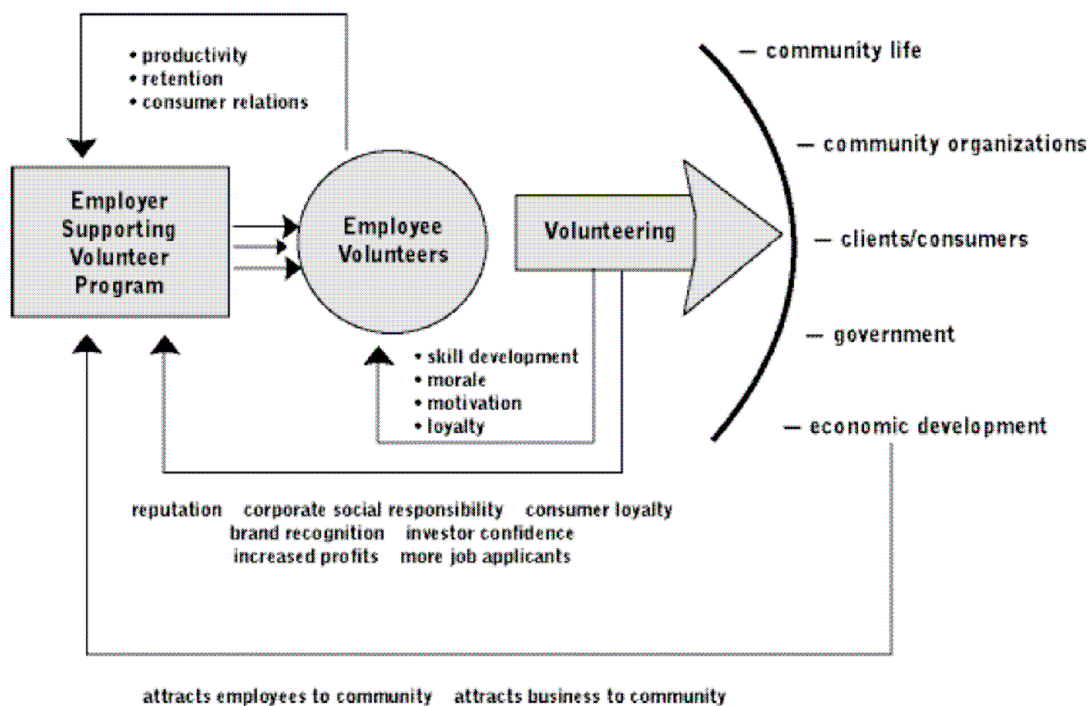 • productivity
• retention
• consumer relations
Employer
Supporting
Volunteer
Program
Employee
Volunteers
Volunteering
— community life
— community organizations
— clients/consumers
— government
— economic development
• skill development
• morale
• motivation
• loyalty
reputation corporate social responsibility consumer loyalty
brand recognition investor confidence
increased profits more job applicants
attracts employees to community attracts business to community